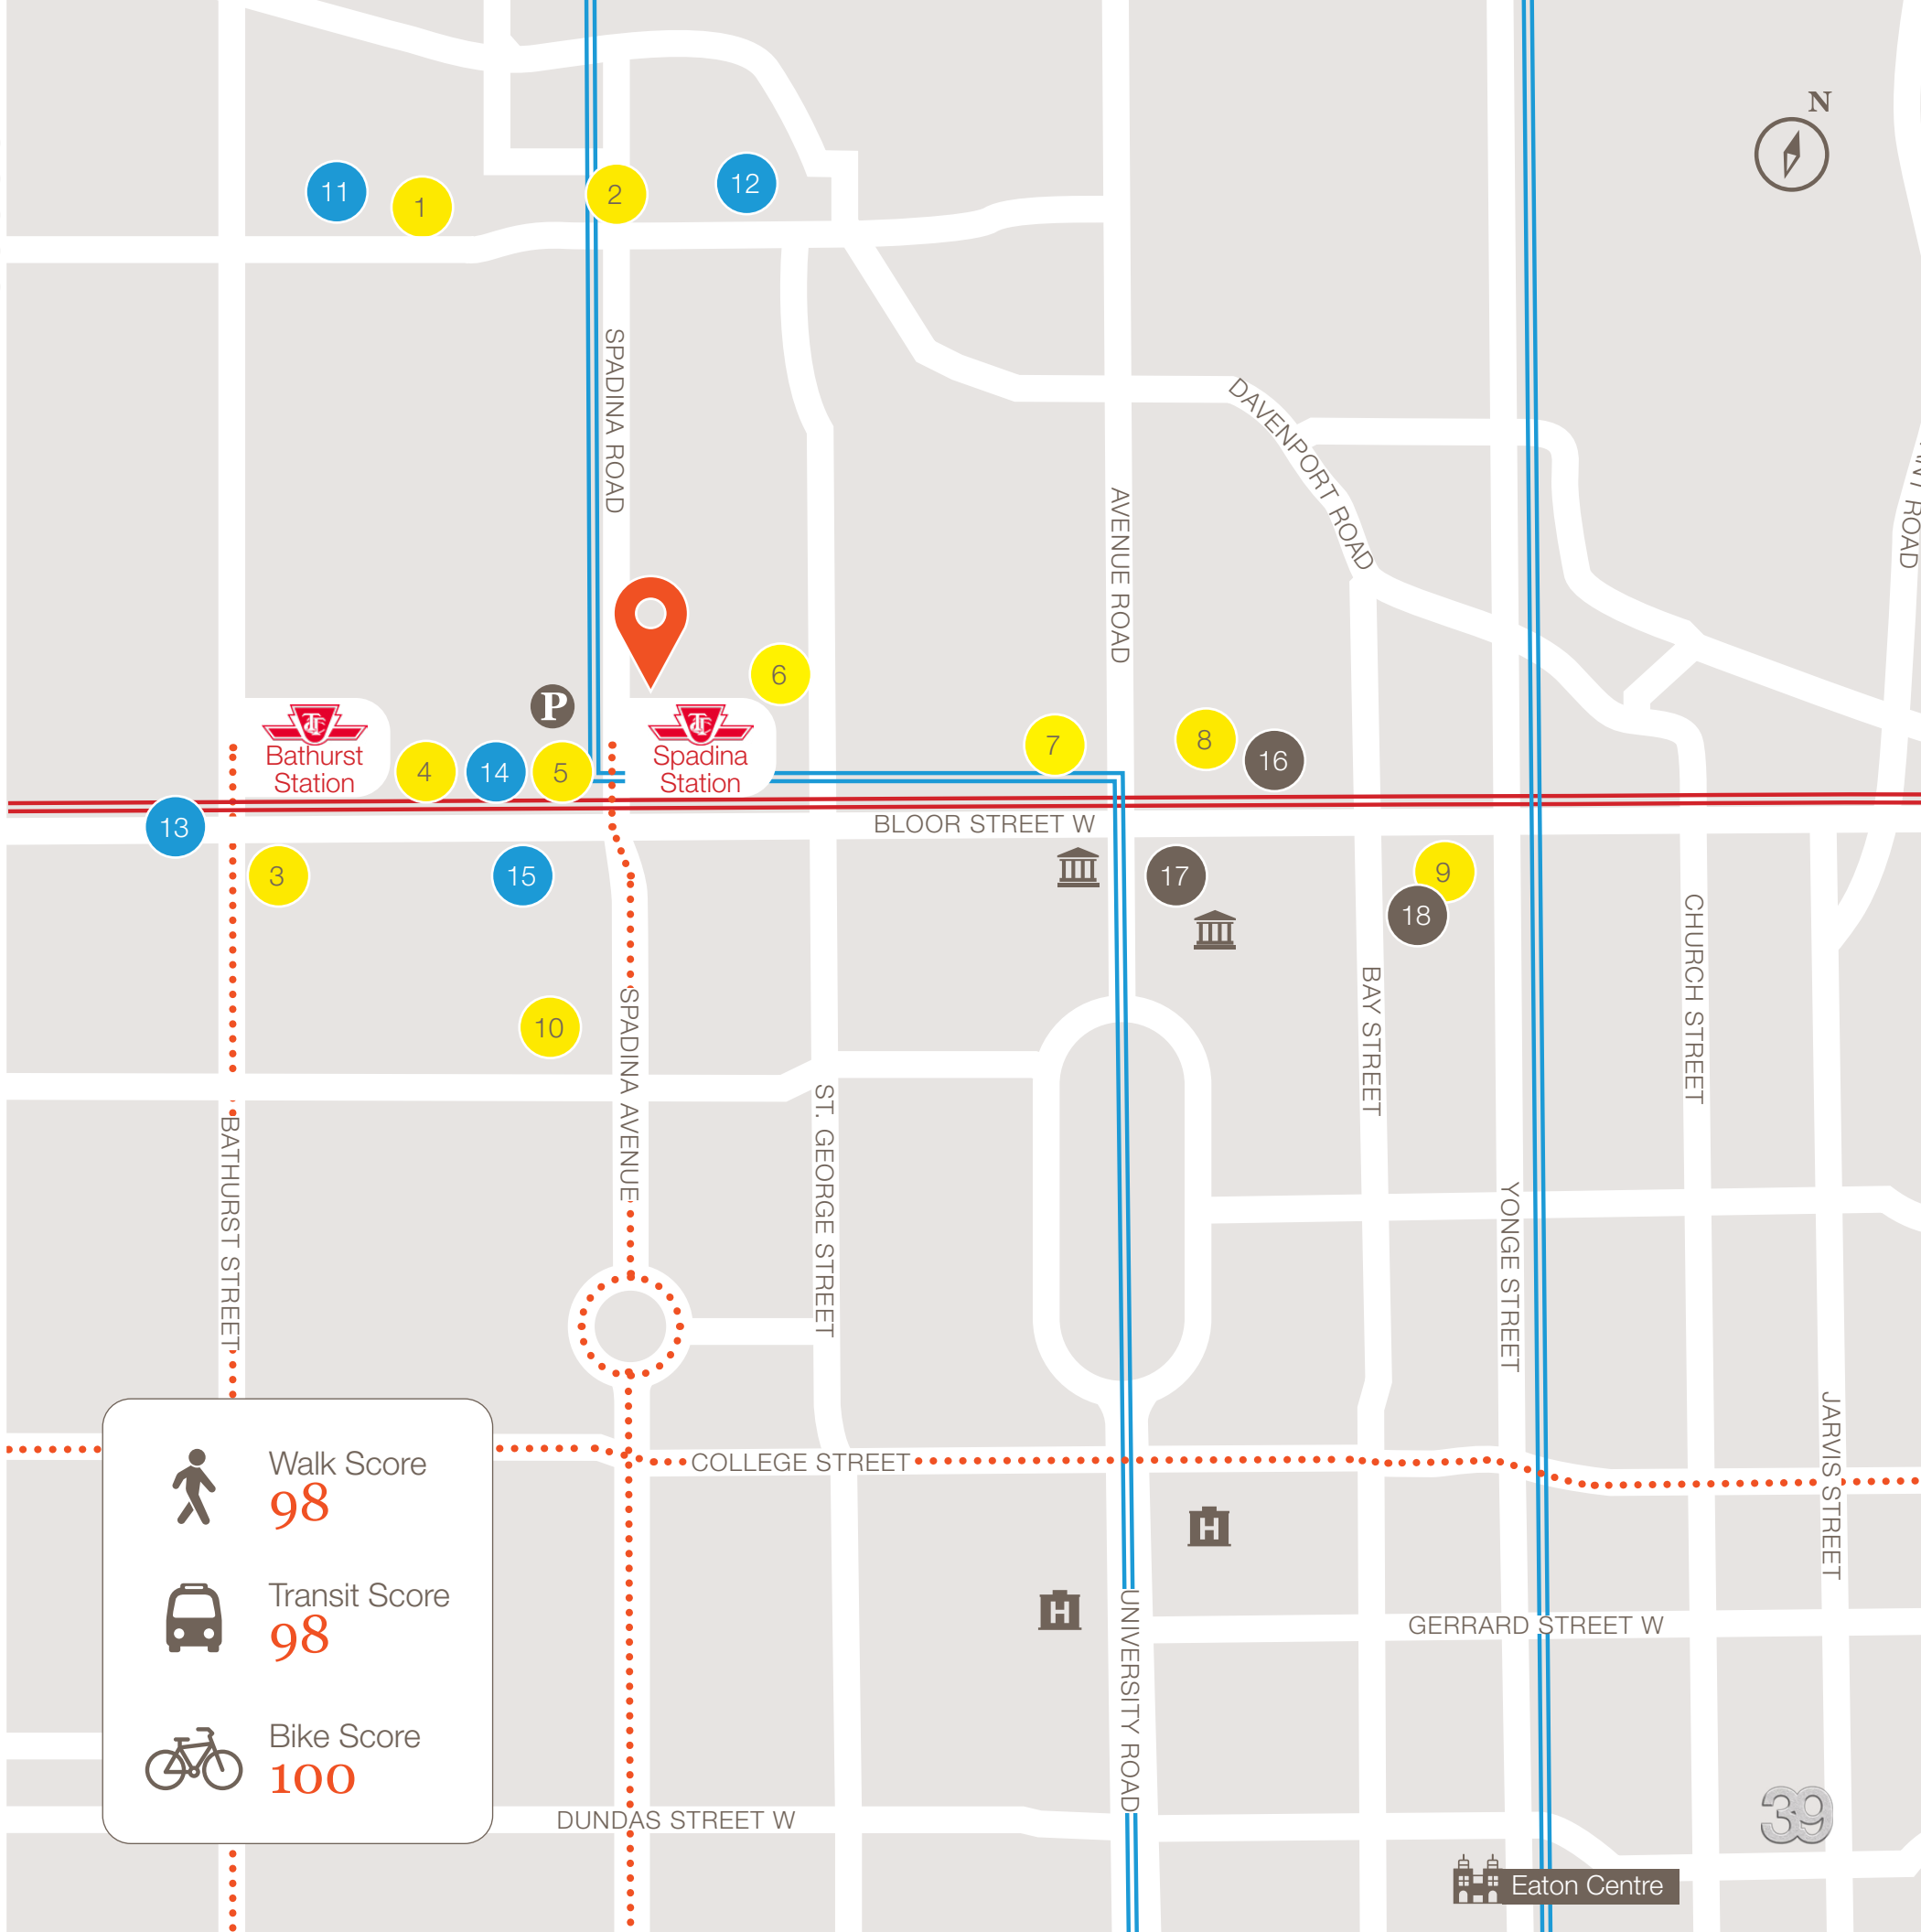 N
11
1
2
12
SPADINA ROAD
DAVENPORT ROAD
AVENUE ROAD
ROAD
6
P
Bathurst
Station
4
14
5
Spadina
Station
7
8
16
13
BLOOR STREET W
3
15
17
9
18
CHURCH STREET
BAY STREET
10
SPADINA AVENUE
ST. GEORGE STREET
BATHURST STREET
YONGE STREET
JARVIS STREET
COLLEGE STREET
Walk Score
98
H
Transit Score
98
H
UNIVERSITY ROAD
GERRARD STREET W
Bike Score
100
DUNDAS STREET W
39
Eaton Centre